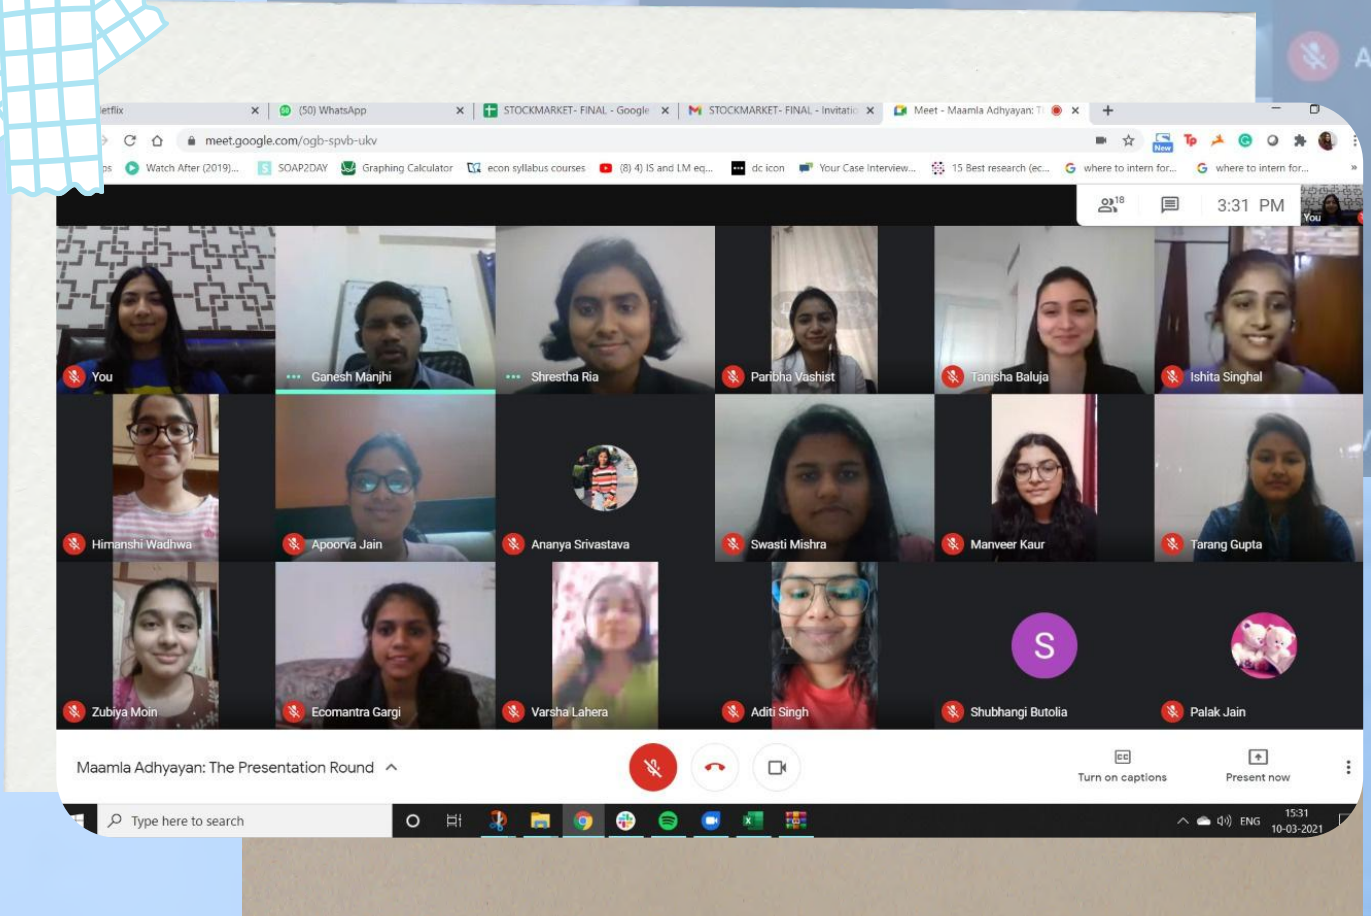 etflix
(50) WhatsApp
STOCKMARKET- FINAL - Google
STOCKMARKET- FINAL - Invitatio
Meet - Maamla Adhyayan: T
meet.google.com/ogb-spvb-ukv
New
Tp
ps
Watch After (2019)...
SOAP2DAY
Graphing Calculator
econ syllabus courses
(8) 4) IS and LM eq...
dc icon
Your Case Interview...
15 Best research (ec...
where to intern for...
where to intern for...
»
18
3:31 PM
You
A
You
Ganesh Manjhi
Shrestha Ria
Paribha Vashist
Tanisha Baluja
Ishita Singhal
Himanshi Wadhwa
Apoorva Jain
Ananya Srivastava
Swasti Mishra
Manveer Kaur
Tarang Gupta
S
Zubiya Moin
Ecomantra Gargi
Varsha Lahera
Aditi Singh
Shubhangi Butolia
Palak Jain
Maamla Adhyayan: The Presentation Round
CC
Turn on captions
Present now
Type here to search
ENG
15:31
10-03-2021